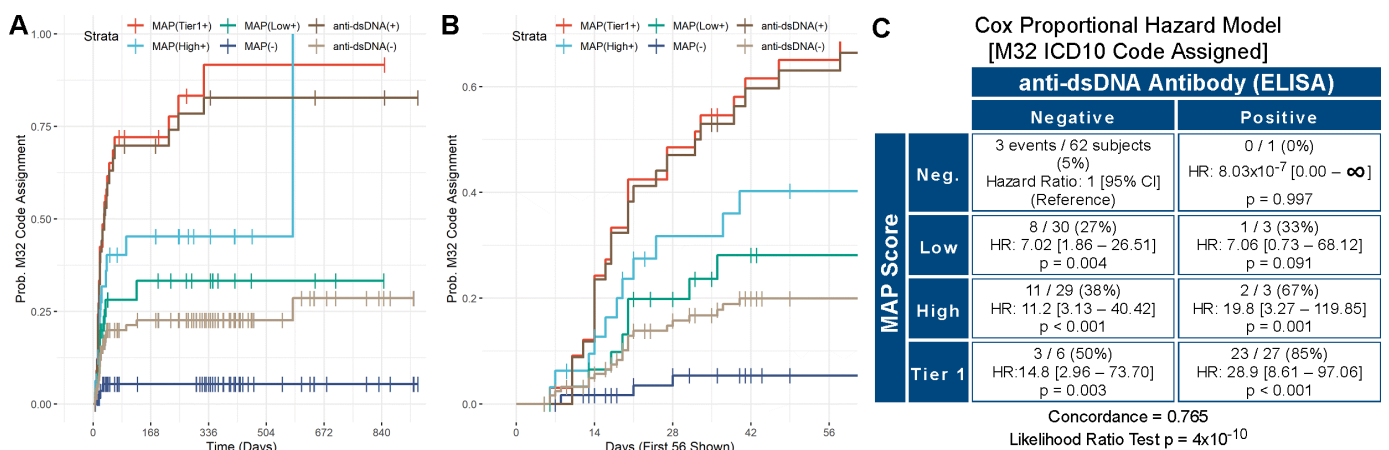 A
Strata
MAP(Tier1+) MAP(Low+) anti-dsDNA(+)
MAP(High+) MAP(-) anti-dsDNA(-)
Prob. M32 Code Assignment
1.00
0.75
0.50
0.25
0.00
0 168 336 504 672 840
Time (Days)
B
Strata
MAP(Tier1+) MAP(Low+) anti-dsDNA(+)
MAP(High+) MAP(-) anti-dsDNA(-)
Prob. M32 Code Assignment
0.6
0.4
0.2
0.0
0 14 28 42 56
Days (First 56 Shown)
C
Cox Proportional Hazard Model
[M32 ICD10 Code Assigned]
anti-dsDNA Antibody (ELISA)
Negative Positive
MAP Score
Neg.
3 events / 62 subjects
(5%)
Hazard Ratio: 1 [95% CI]
(Reference)
0 / 1 (0%)
HR: 8.03x10-7 [0.00 – ∞]
p = 0.997
Low
8 / 30 (27%)
HR: 7.02 [1.86 – 26.51]
p = 0.004
1 / 3 (33%)
HR: 7.06 [0.73 – 68.12]
p = 0.091
High
11 / 29 (38%)
HR: 11.2 [3.13 – 40.42]
p < 0.001
2 / 3 (67%)
HR: 19.8 [3.27 – 119.85]
p = 0.001
Tier 1
3 / 6 (50%)
HR:14.8 [2.96 – 73.70]
p = 0.003
23 / 27 (85%)
HR: 28.9 [8.61 – 97.06]
p < 0.001
Concordance = 0.765
Likelihood Ratio Test p = 4x10-10